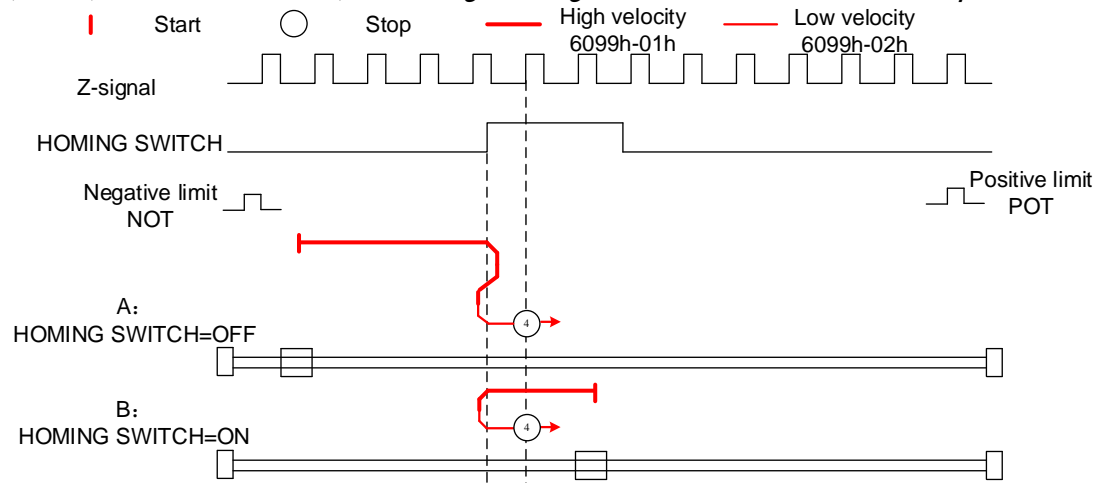 Start
Stop
High velocity
6099h-01h
Low velocity
6099h-02h
Z-signal
HOMING SWITCH
Negative limit
NOT
Positive limit
POT
A：
HOMING SWITCH=OFF
4
B：
HOMING SWITCH=ON
4